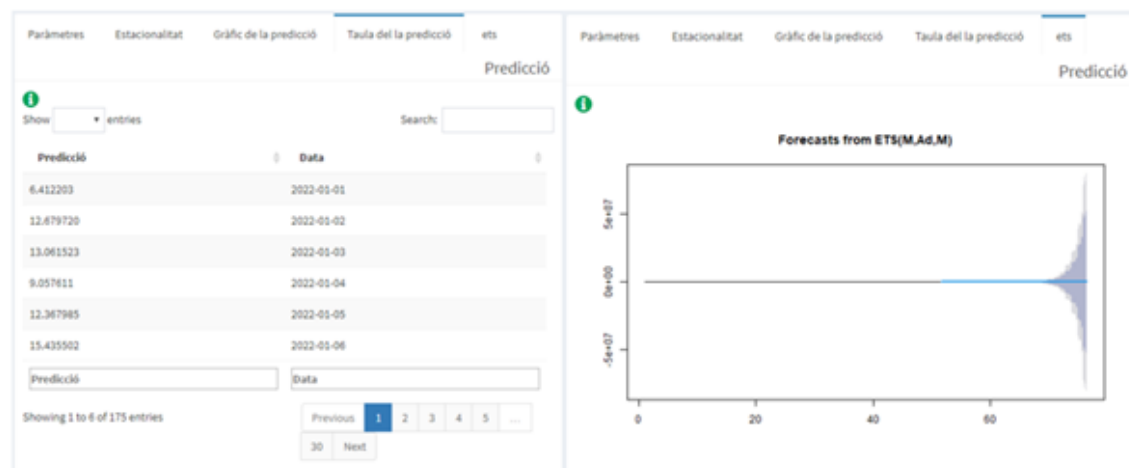 Paràmetres Estacionalitat Gràfic de la predicció Taula del la predicció ets
Predicció
Show entries Search:
Predicció Data
6.412203 2022-01-01
12.679720 2022-01-02
13.061523 2022-01-03
9.057611 2022-01-04
12.367985 2022-01-05
15.435502 2022-01-06
Predicció Data
Showing 1 to 6 of 175 entries
Previous 1 2 3 4 5 ...
30 Next
Paràmetres Estacionalitat Gràfic de la predicció Taula del la predicció ets
Predicció
Forecasts from ETS(M,Ad,M)
5e+07
0e+00
-5e+07
0 20 40 60